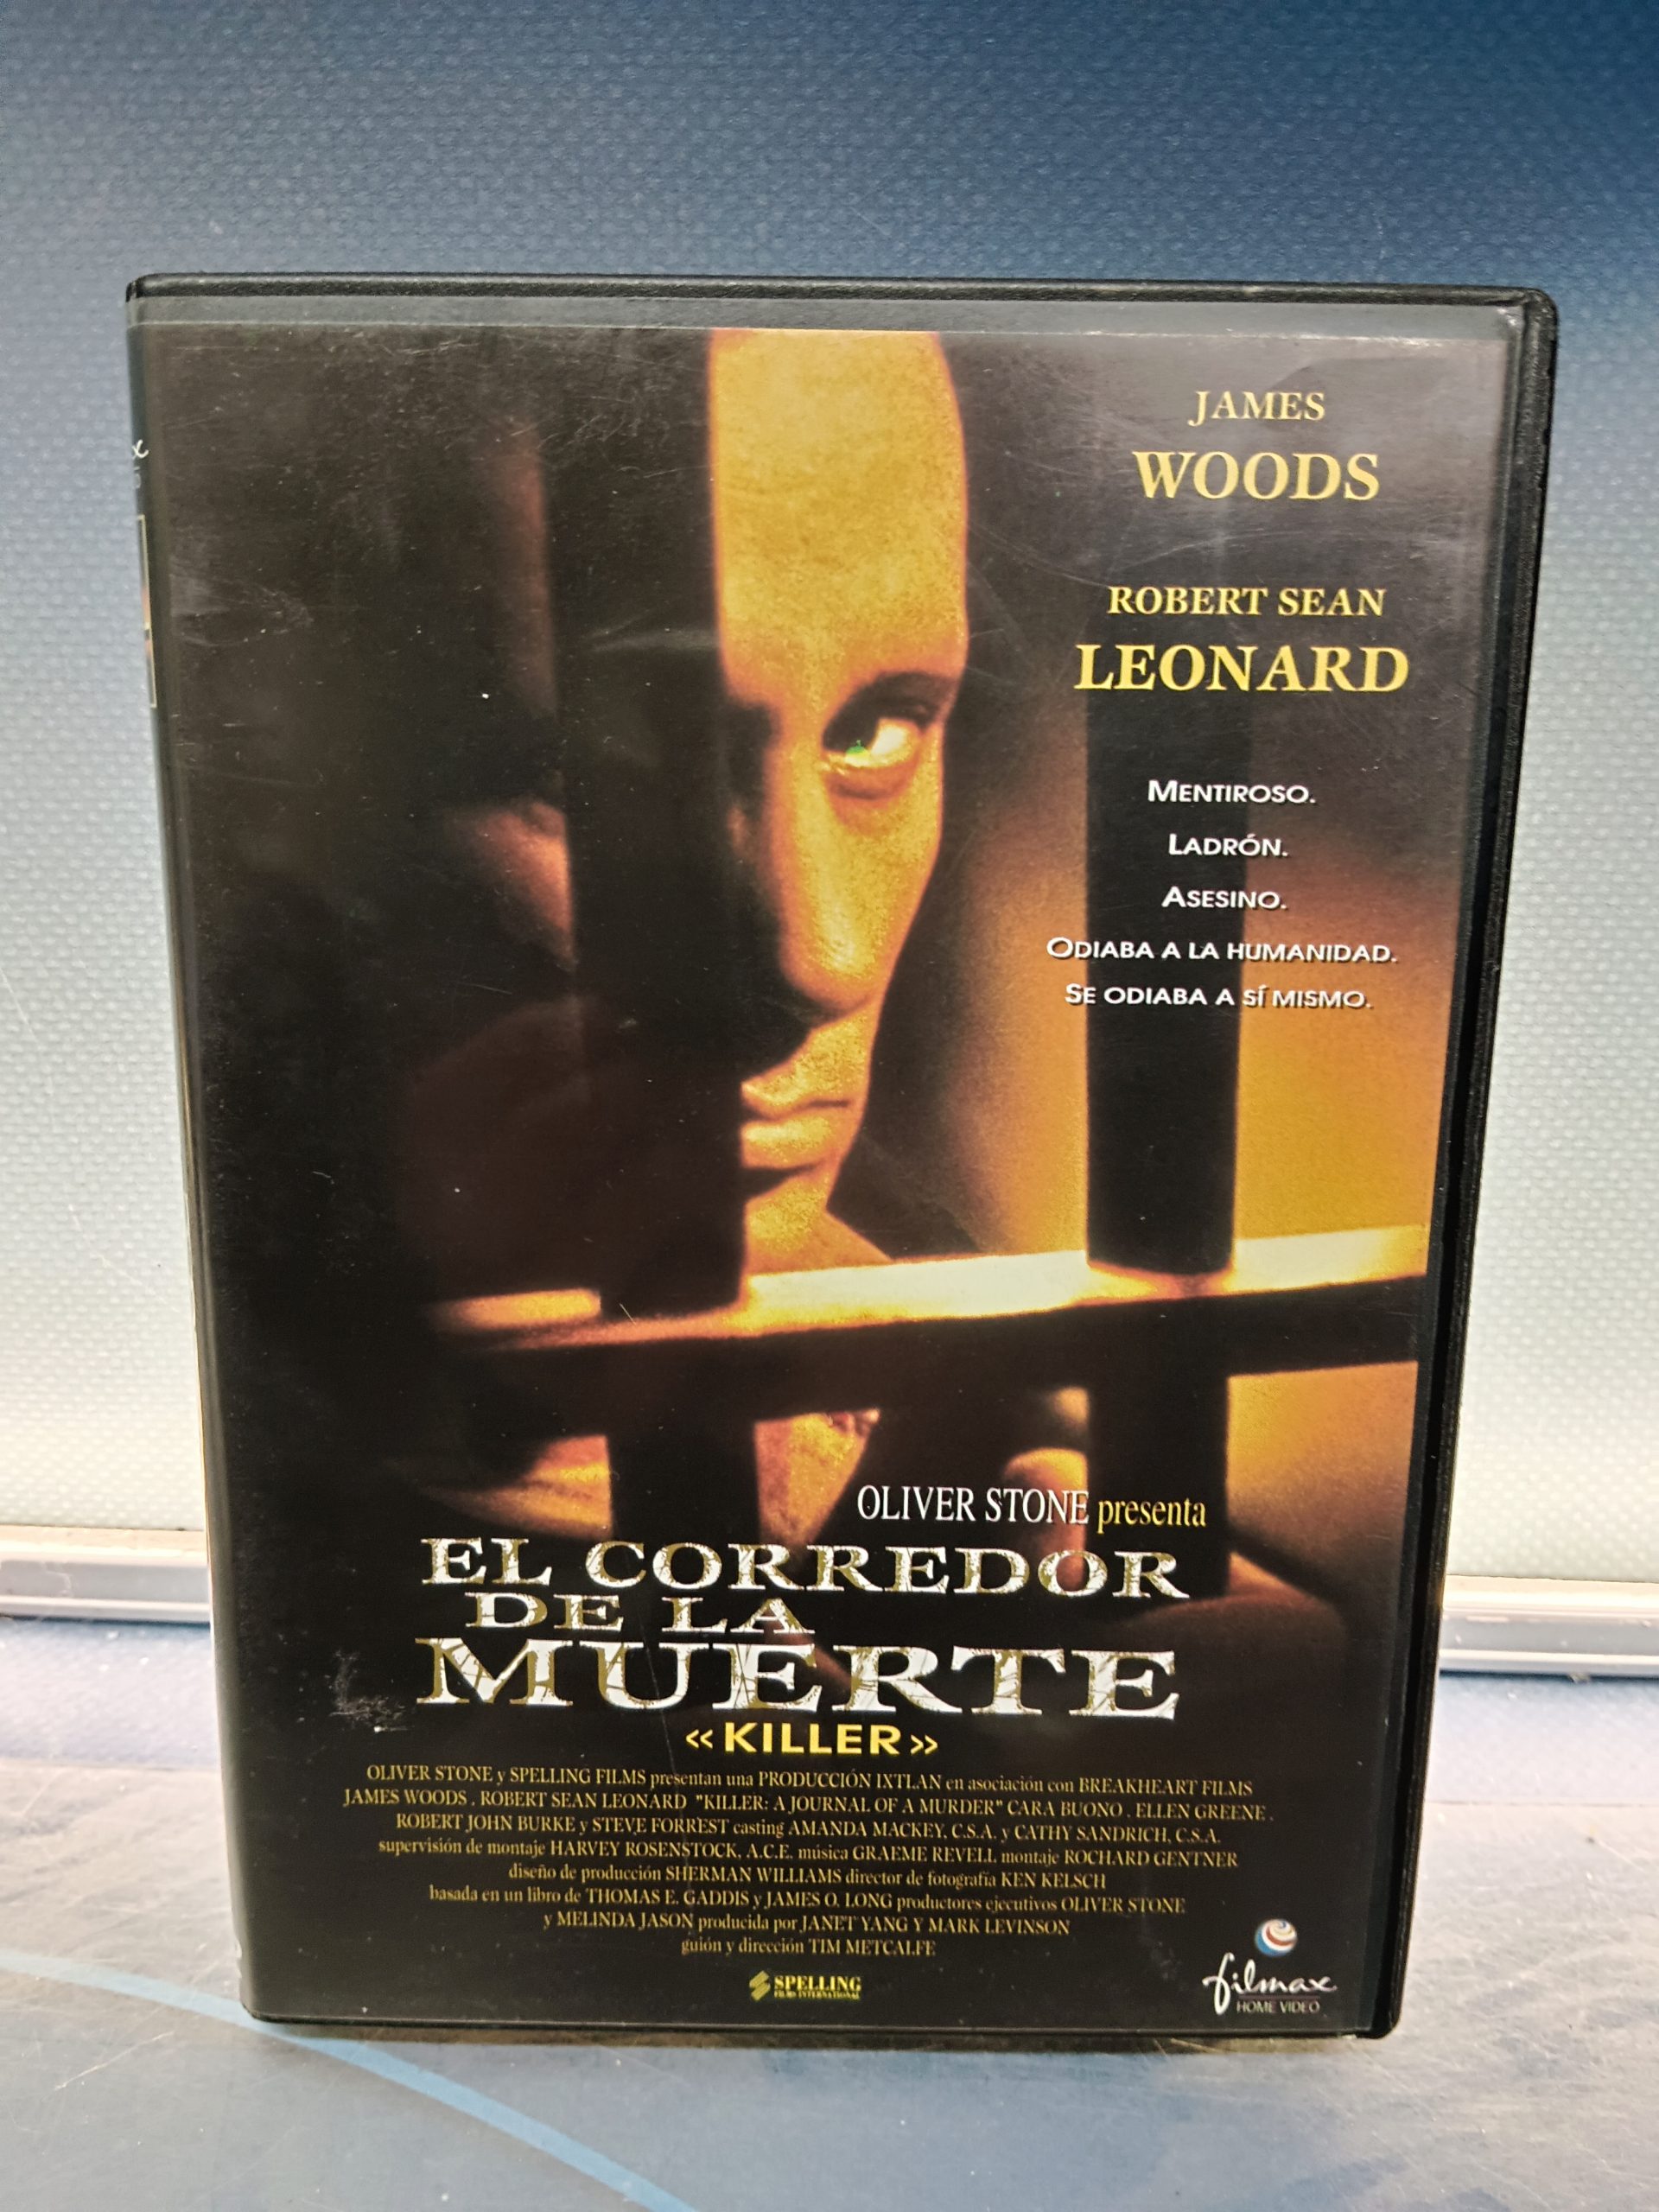 JAMES
WOODS
ROBERT SEAN
LEONARD
MENTIROSO.
LADRÓN.
ASESINO.
ODIABA A LA HUMANIDAD.
SE ODIABA A SÍ MISMO.
OLIVER STONE presenta
EL CORREDOR
DE LA
MUERTE
«KILLER»
OLIVER STONE y SPELLING FILMS presentan una PRODUCCIÓN IXTLAN en asociación con BREAKHEART FILMS
JAMES WOODS . ROBERT SEAN LEONARD "KILLER: A JOURNAL OF A MURDER" CARA BUONO . ELLEN GREENE .
ROBERT JOHN BURKE y STEVE FORREST casting AMANDA MACKEY, C.S.A. y CATHY SANDRICH, C.S.A.
supervisión de montaje HARVEY ROSENSTOCK, A.C.E. música GRAEME REVELL montaje ROCHARD GENTNER
diseño de producción SHERMAN WILLIAMS director de fotografía KEN KELSCH
basada en un libro de THOMAS E. GADDIS y JAMES O. LONG productores ejecutivos OLIVER STONE
y MELINDA JASON producida por JANET YANG Y MARK LEVINSON
guión y dirección TIM METCALFE
SPELLING
FILMS INTERNATIONAL
filmax
HOME VIDEO